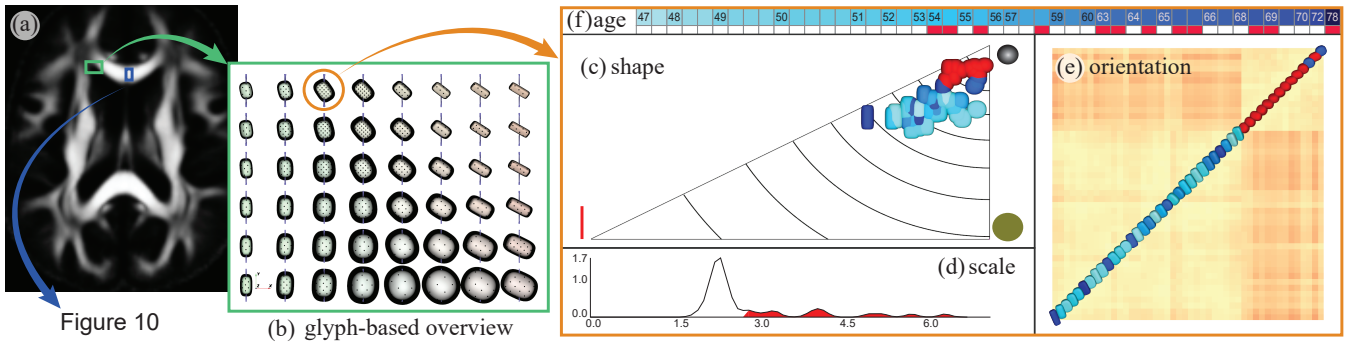 (a)
Figure 10
(b) glyph-based overview
(f) age 47 48 49 50 51 52 53 54 55 56 57 59 60 63 64 65 66 68 69 70 72 78
(c) shape
(d) scale
1.7
0.0
0.0 1.5 3.0 4.5 6.0
(e) orientation